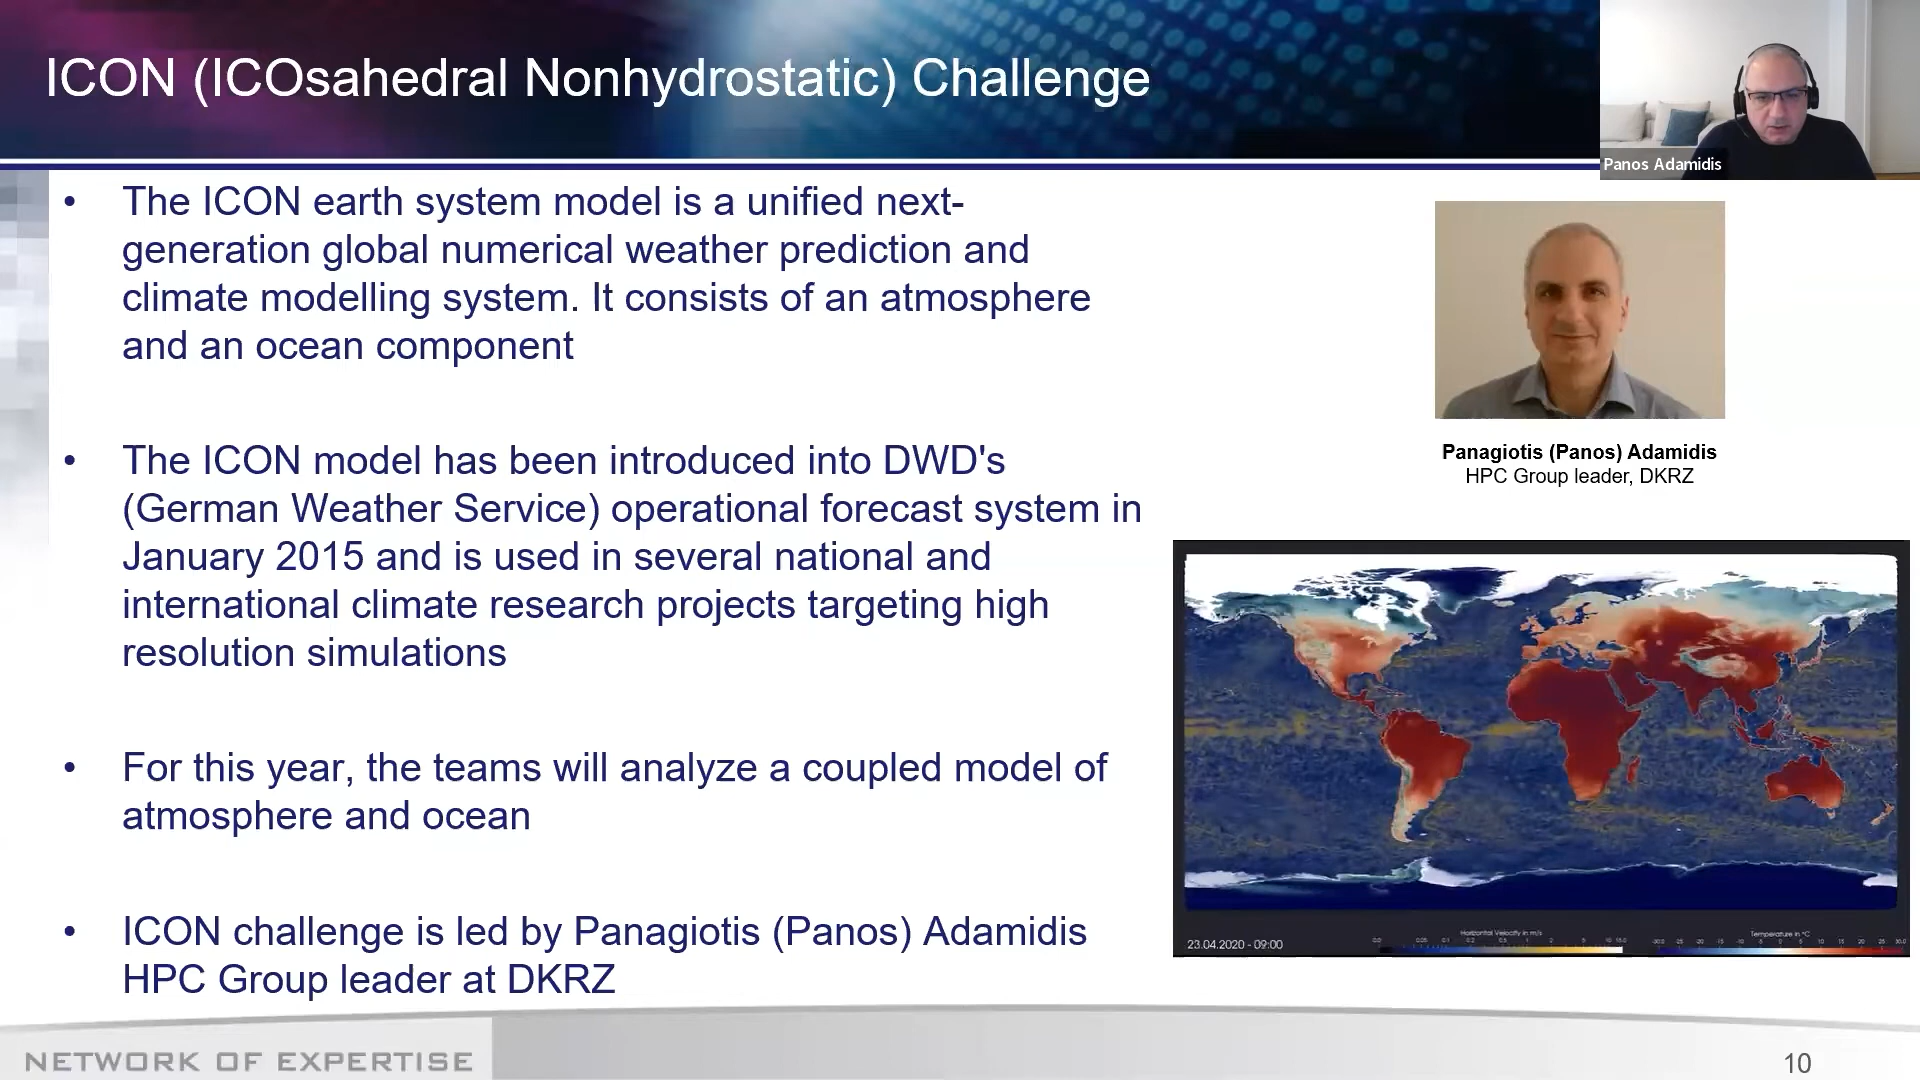 ICON (ICOsahedral Nonhydrostatic) Challenge
Panos Adamidis
• The ICON earth system model is a unified next-
generation global numerical weather prediction and
climate modelling system. It consists of an atmosphere
and an ocean component
• The ICON model has been introduced into DWD's
(German Weather Service) operational forecast system in
January 2015 and is used in several national and
international climate research projects targeting high
resolution simulations
• For this year, the teams will analyze a coupled model of
atmosphere and ocean
• ICON challenge is led by Panagiotis (Panos) Adamidis
HPC Group leader at DKRZ
Panagiotis (Panos) Adamidis
HPC Group leader, DKRZ
23.04.2020 - 09:00
Horizontal Velocity in m/s
Temperature in °C
NETWORK OF EXPERTISE
10